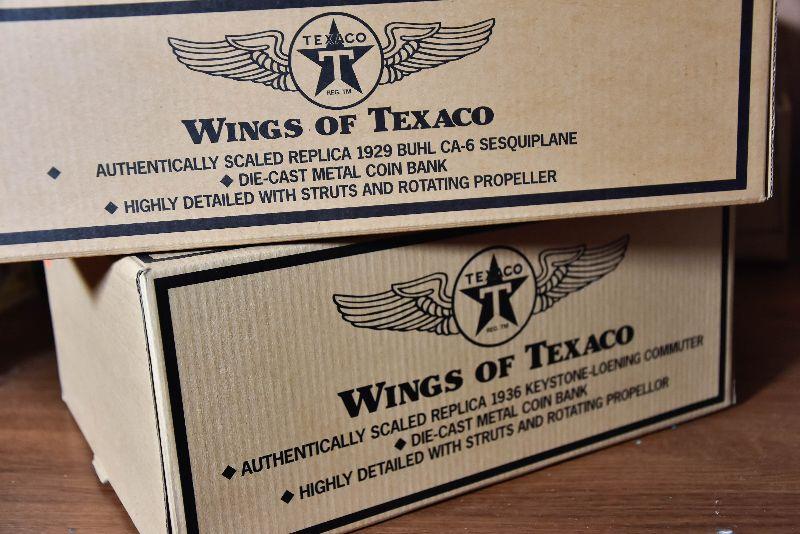 TEXACO
T
REG. TM
WINGS OF TEXACO
◆ AUTHENTICALLY SCALED REPLICA 1929 BUHL CA-6 SESQUIPLANE
◆ DIE-CAST METAL COIN BANK
◆ HIGHLY DETAILED WITH STRUTS AND ROTATING PROPELLER
TEXACO
T
REG. TM
WINGS OF TEXACO
◆ AUTHENTICALLY SCALED REPLICA 1936 KEYSTONE-LOENING COMMUTER
◆ DIE-CAST METAL COIN BANK
◆ HIGHLY DETAILED WITH STRUTS AND ROTATING PROPELLOR